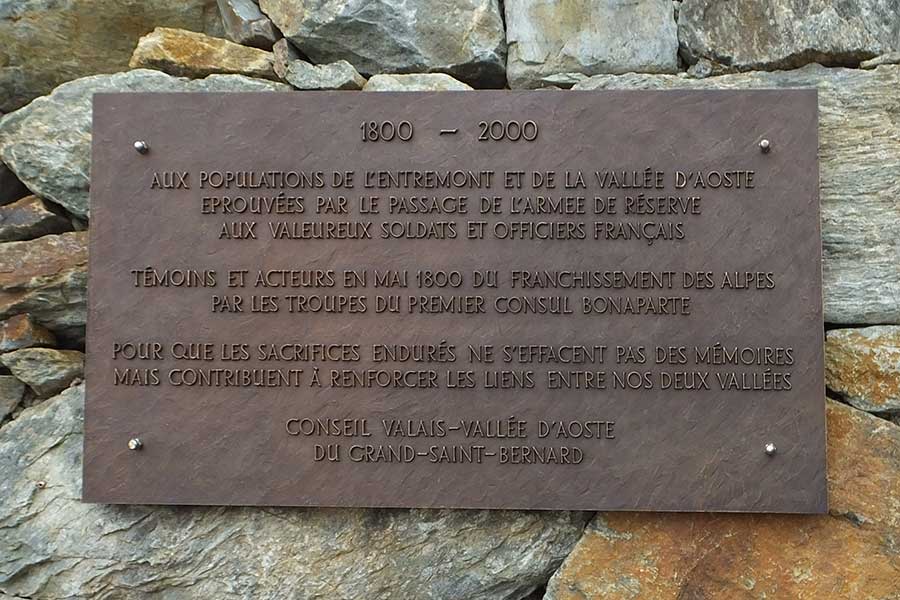 1800 – 2000
AUX POPULATIONS DE L'ENTREMONT ET DE LA VALLÉE D'AOSTE
EPROUVÉES PAR LE PASSAGE DE L'ARMEE DE RÉSERVE
AUX VALEUREUX SOLDATS ET OFFICIERS FRANÇAIS
TÉMOINS ET ACTEURS EN MAI 1800 DU FRANCHISSEMENT DES ALPES
PAR LES TROUPES DU PREMIER CONSUL BONAPARTE
POUR QUE LES SACRIFICES ENDURÉS NE S'EFFACENT PAS DES MÉMOIRES
MAIS CONTRIBUENT À RENFORCER LES LIENS ENTRE NOS DEUX VALLÉES
CONSEIL VALAIS-VALLÉE D'AOSTE
DU GRAND-SAINT-BERNARD